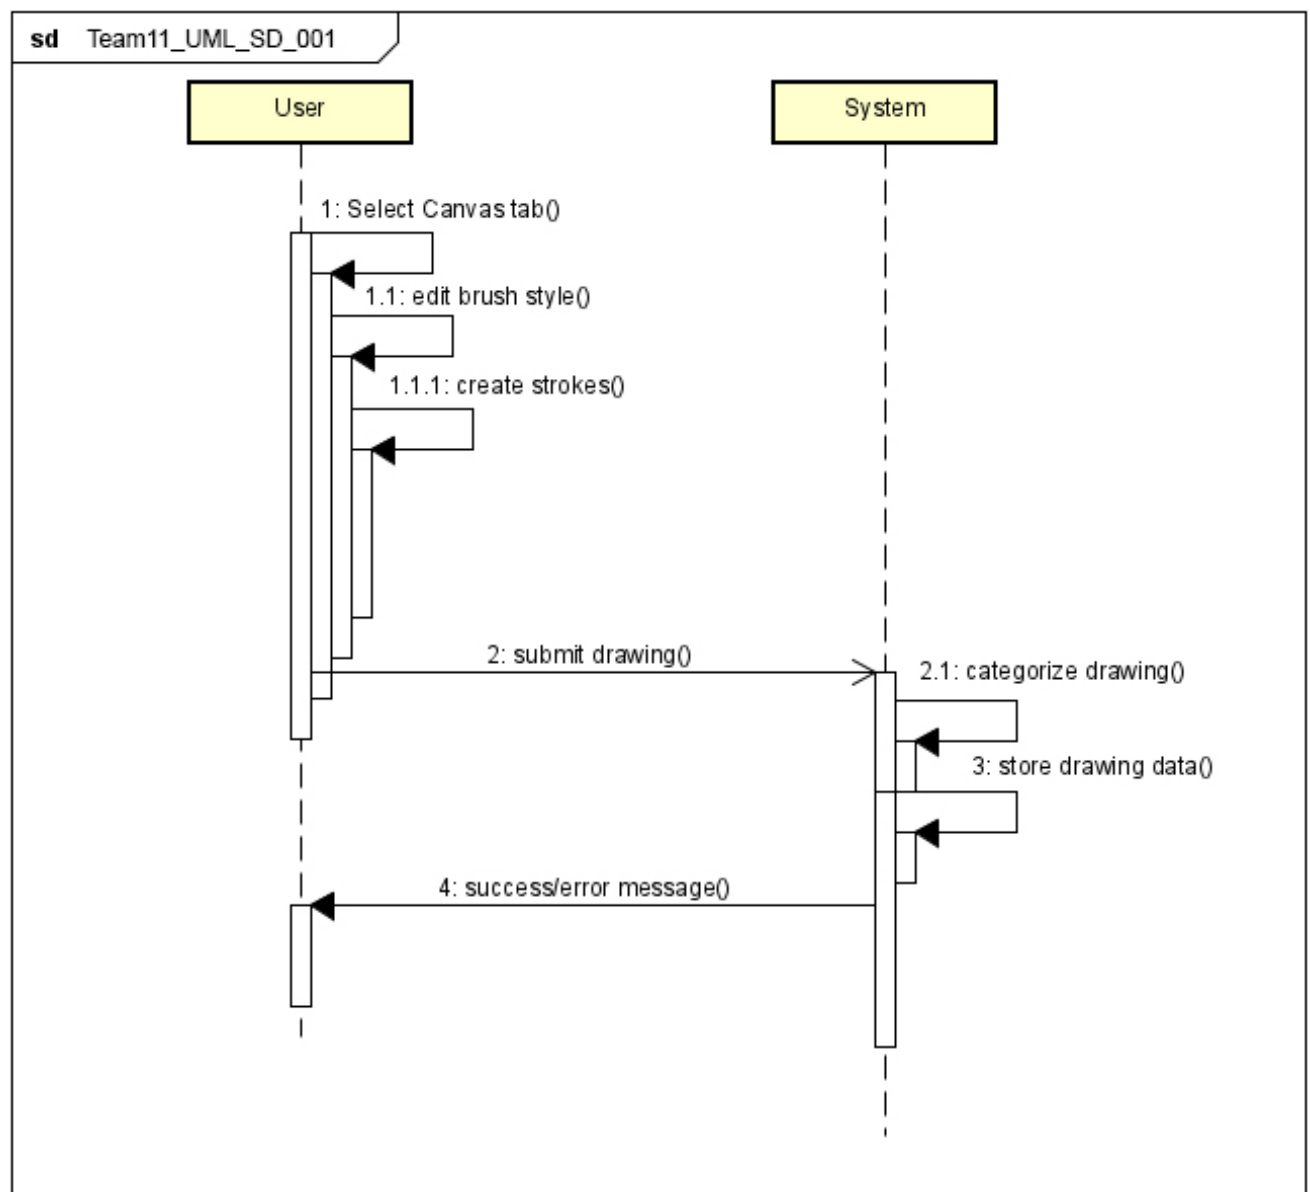 sd Team11_UML_SD_001
User
System
1: Select Canvas tab()
1.1: edit brush style()
1.1.1: create strokes()
2: submit drawing()
2.1: categorize drawing()
3: store drawing data()
4: success/error message()